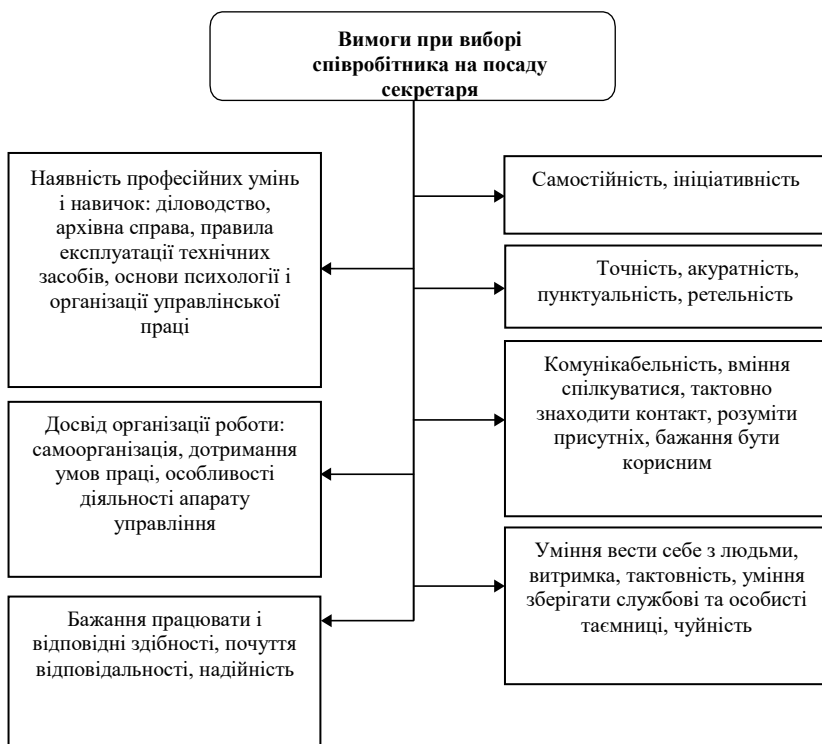 Вимоги при виборі
співробітника на посаду
секретаря
Наявність професійних умінь
і навичок: діловодство,
архівна справа, правила
експлуатації технічних
засобів, основи психології і
організації управлінської
праці
Досвід організації роботи:
самоорганізація, дотримання
умов праці, особливості
діяльності апарату
управління
Бажання працювати і
відповідні здібності, почуття
відповідальності, надійність
Самостійність, ініціативність
Точність, акуратність,
пунктуальність, ретельність
Комунікабельність, вміння
спілкуватися, тактовно
знаходити контакт, розуміти
присутніх, бажання бути
корисним
Уміння вести себе з людьми,
витримка, тактовність, уміння
зберігати службові та особисті
таємниці, чуйність